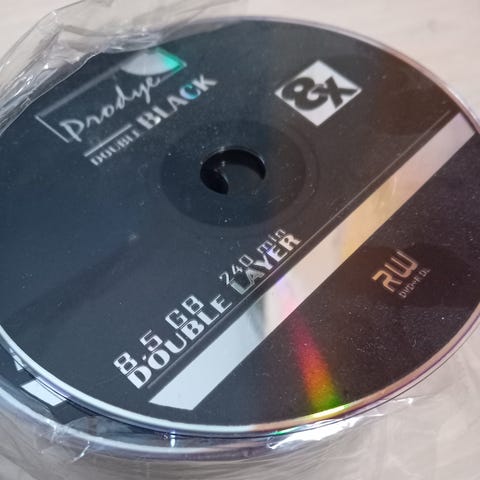 Prodye
DOUBLE BLACK
8x
8.5 GB 240 min
DOUBLE LAYER
RW
DVD+R DL